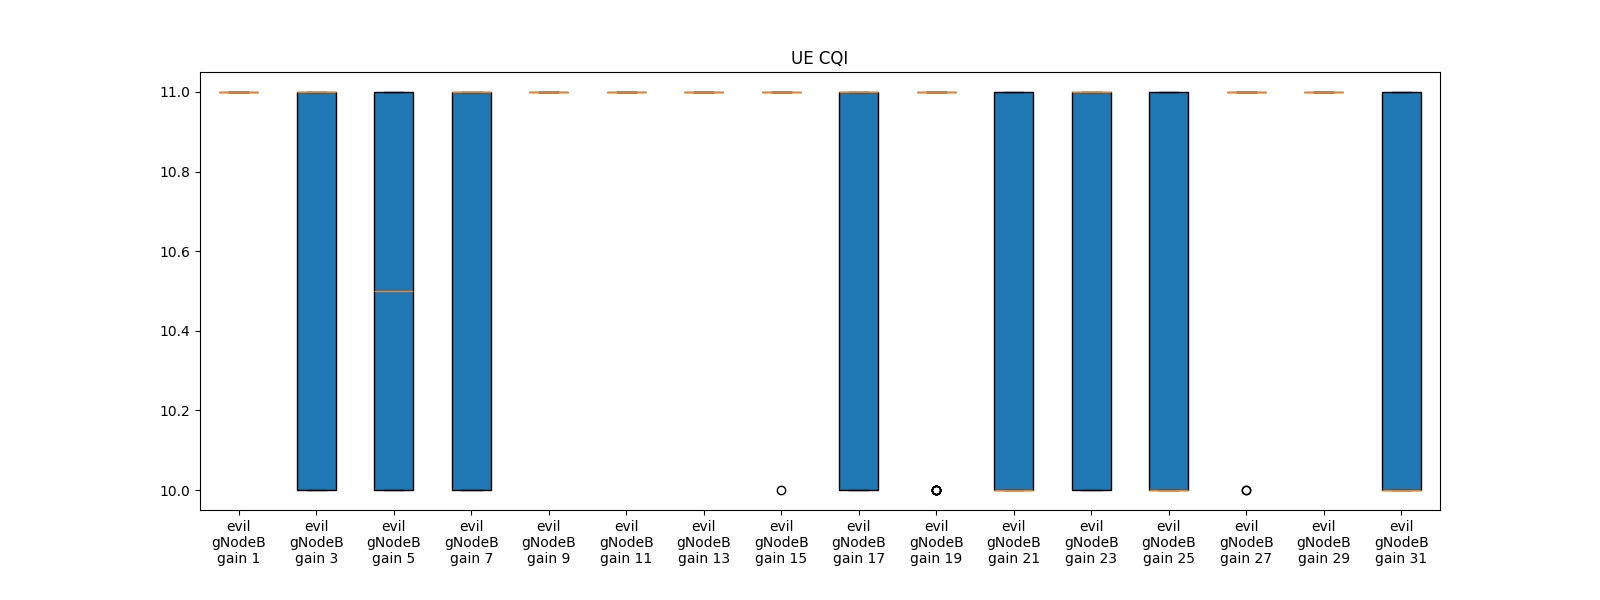 UE CQI
11.0
10.8
10.6
10.4
10.2
10.0
evil gNodeB gain 1
evil gNodeB gain 3
evil gNodeB gain 5
evil gNodeB gain 7
evil gNodeB gain 9
evil gNodeB gain 11
evil gNodeB gain 13
evil gNodeB gain 15
evil gNodeB gain 17
evil gNodeB gain 19
evil gNodeB gain 21
evil gNodeB gain 23
evil gNodeB gain 25
evil gNodeB gain 27
evil gNodeB gain 29
evil gNodeB gain 31